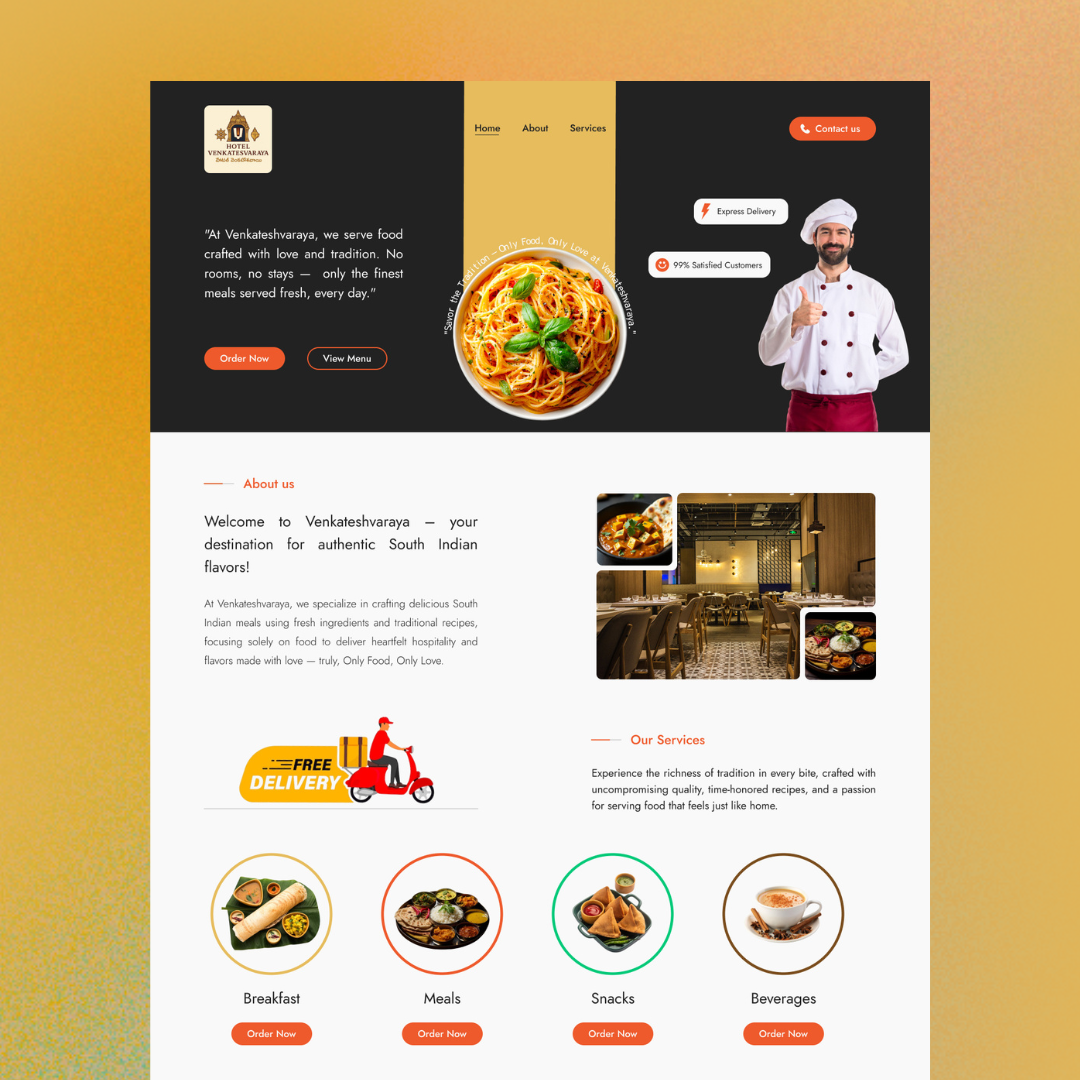 HOTEL
VENKATESVARAYA
Home
About
Services
Contact us
"At Venkateshvaraya, we serve food
crafted with love and tradition. No
rooms, no stays — only the finest
meals served fresh, every day."
Order Now
View Menu
"Savor the Tradition – Only Food, Only Love at Venkateshvaraya."
Express Delivery
99% Satisfied Customers
About us
Welcome to Venkateshvaraya – your
destination for authentic South Indian
flavors!
At Venkateshvaraya, we specialize in crafting delicious South
Indian meals using fresh ingredients and traditional recipes,
focusing solely on food to deliver heartfelt hospitality and
flavors made with love — truly, Only Food, Only Love.
FREE
DELIVERY
Our Services
Experience the richness of tradition in every bite, crafted with
uncompromising quality, time-honored recipes, and a passion
for serving food that feels just like home.
Breakfast
Meals
Snacks
Beverages
Order Now
Order Now
Order Now
Order Now